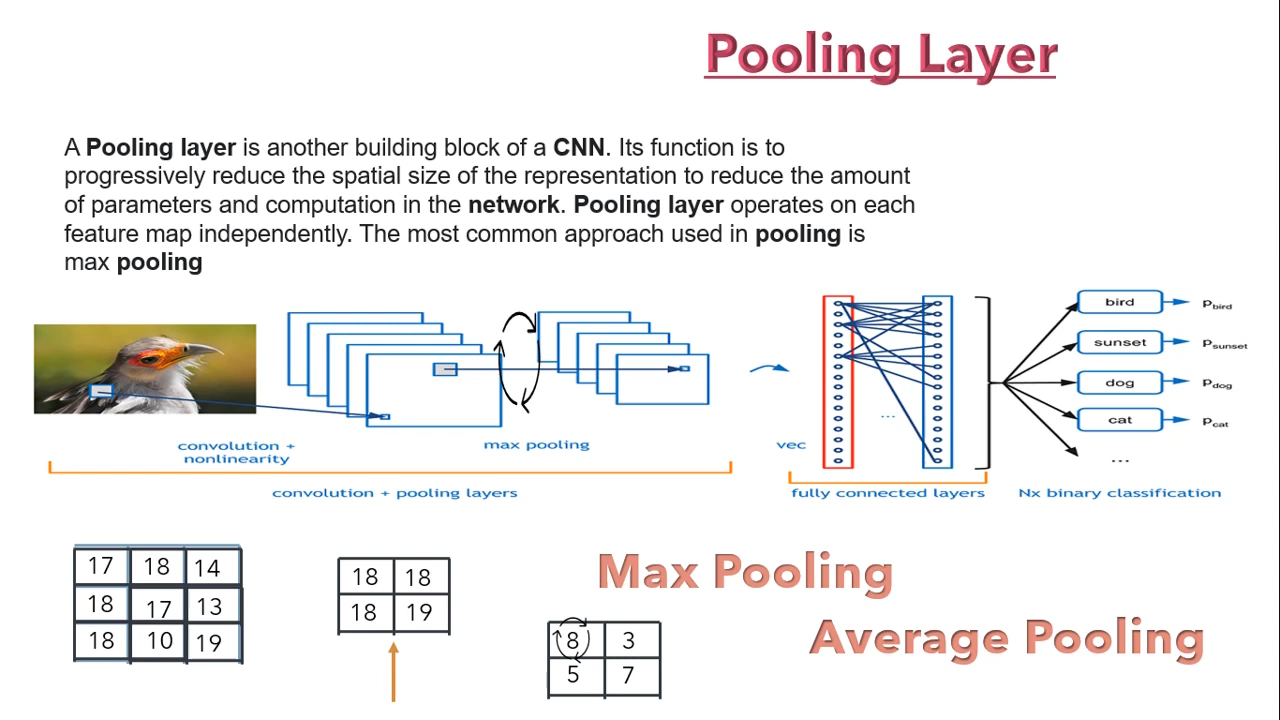 Pooling Layer
A Pooling layer is another building block of a CNN. Its function is to
progressively reduce the spatial size of the representation to reduce the amount
of parameters and computation in the network. Pooling layer operates on each
feature map independently. The most common approach used in pooling is
max pooling
bird
Pbird
sunset
Psunset
dog
Pdog
cat
Pcat
...
...
convolution +
nonlinearity
max pooling
vec
convolution + pooling layers
fully connected layers
Nx binary classification
17 18 14
18 17 13
18 10 19
18 18
18 19
Max Pooling
8 3
5 7
Average Pooling